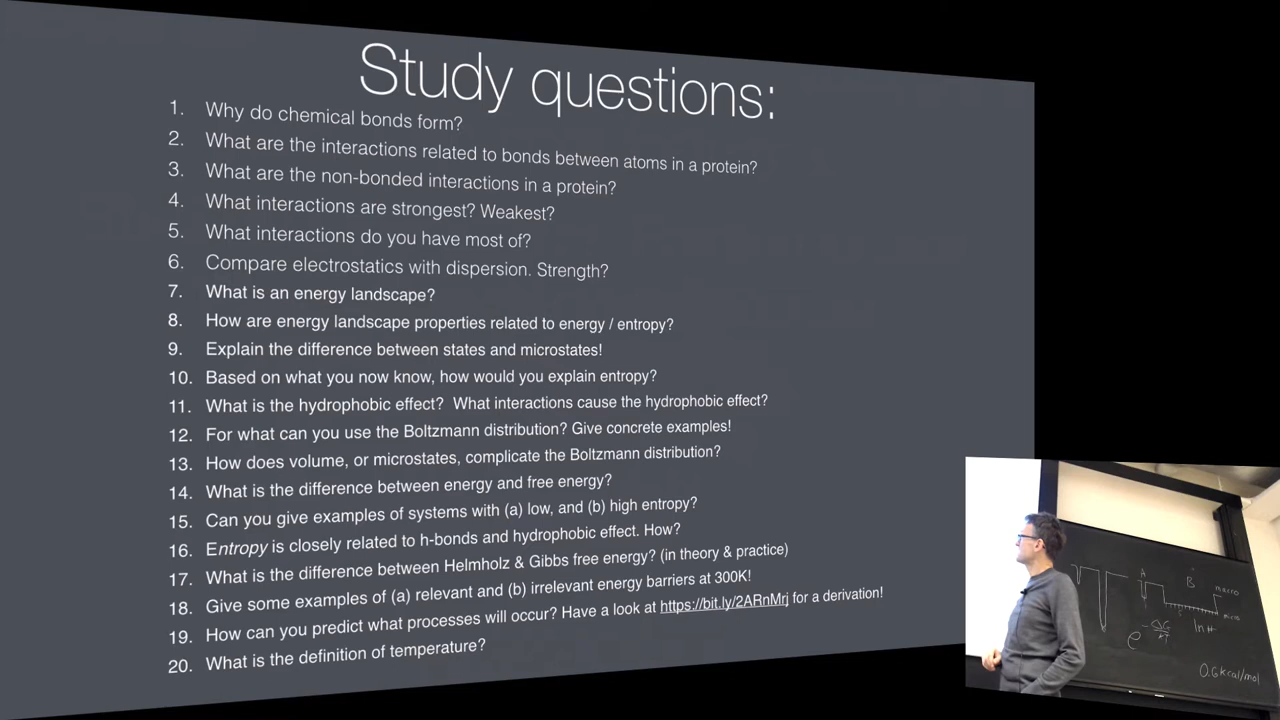 Study questions:
1. Why do chemical bonds form?
2. What are the interactions related to bonds between atoms in a protein?
3. What are the non-bonded interactions in a protein?
4. What interactions are strongest? Weakest?
5. What interactions do you have most of?
6. Compare electrostatics with dispersion. Strength?
7. What is an energy landscape?
8. How are energy landscape properties related to energy / entropy?
9. Explain the difference between states and microstates!
10. Based on what you now know, how would you explain entropy?
11. What is the hydrophobic effect?  What interactions cause the hydrophobic effect?
12. For what can you use the Boltzmann distribution? Give concrete examples!
13. How does volume, or microstates, complicate the Boltzmann distribution?
14. What is the difference between energy and free energy?
15. Can you give examples of systems with (a) low, and (b) high entropy?
16. Entropy is closely related to h-bonds and hydrophobic effect. How?
17. What is the difference between Helmholz & Gibbs free energy? (in theory & practice)
18. Give some examples of (a) relevant and (b) irrelevant energy barriers at 300K!
19. How can you predict what processes will occur? Have a look at https://bit.ly/2ARnMrj for a derivation!
20. What is the definition of temperature?
A
B
macro
micro
e
ΔG
ln
0.6 kcal/mol